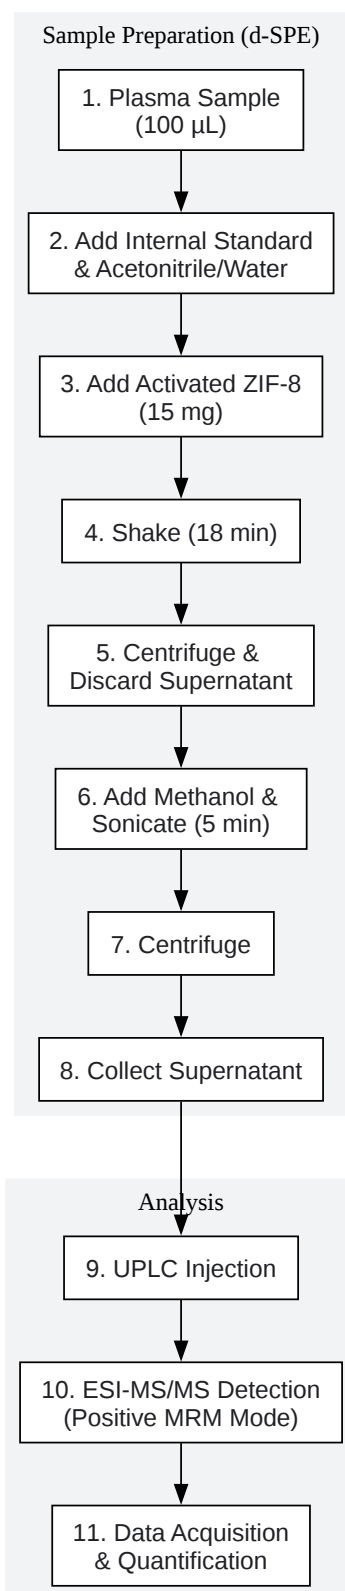 Sample Preparation (d-SPE)
1. Plasma Sample
(100 µL)
2. Add Internal Standard
& Acetonitrile/Water
3. Add Activated ZIF-8
(15 mg)
4. Shake (18 min)
5. Centrifuge &
Discard Supernatant
6. Add Methanol &
Sonicate (5 min)
7. Centrifuge
8. Collect Supernatant
Analysis
9. UPLC Injection
10. ESI-MS/MS Detection
(Positive MRM Mode)
11. Data Acquisition
& Quantification